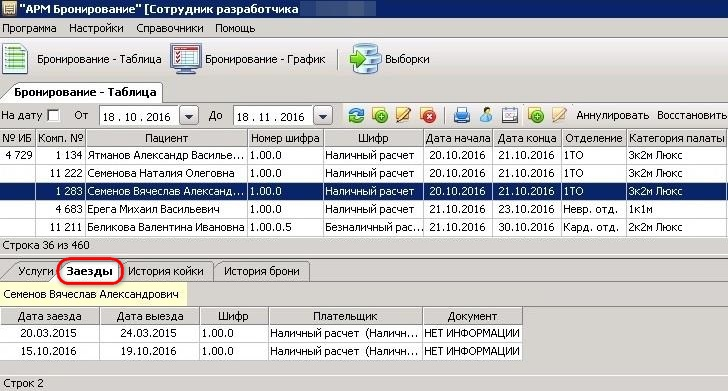 "АРМ Бронирование" [Сотрудник разработчика
Программа Настройки Справочники Помощь
Бронирование - Таблица Бронирование - График Выборки
Бронирование - Таблица
На дату От 18 . 10 . 2016 До 18 . 11 . 2016 Аннулировать Восстановить
№ ИБ Комп. № Пациент Номер шифра Шифр Дата начала Дата конца Отделение Категория палаты
4 729 1 134 Ятманов Александр Василье... 1.00.0 Наличный расчет 20.10.2016 21.10.2016 1ТО 3к2м Люкс
11 222 Семенова Наталия Олеговна 1.00.0 Наличный расчет 20.10.2016 21.10.2016 1ТО 3к2м Люкс
1 283 Семенов Вячеслав Александ... 1.00.0 Наличный расчет 20.10.2016 21.10.2016 1ТО 3к2м Люкс
4 683 Ерега Михаил Васильевич 1.00.0 Наличный расчет 21.10.2016 23.10.2016 Невр. отд. 1к1м
11 211 Беликова Валентина Ивановна 1.00.0.5 Безналичный рас... 21.10.2016 30.10.2016 Кард. отд. 2к2м Люкс
Строка 36 из 460
Услуги Заезды История койки История брони
Семенов Вячеслав Александрович
Дата заезда Дата выезда Шифр Плательщик Документ
20.03.2015 24.03.2015 1.00.0 Наличный расчет (Наличн... НЕТ ИНФОРМАЦИИ
15.10.2016 19.10.2016 1.00.0 Наличный расчет (Наличн... НЕТ ИНФОРМАЦИИ
Строк 2